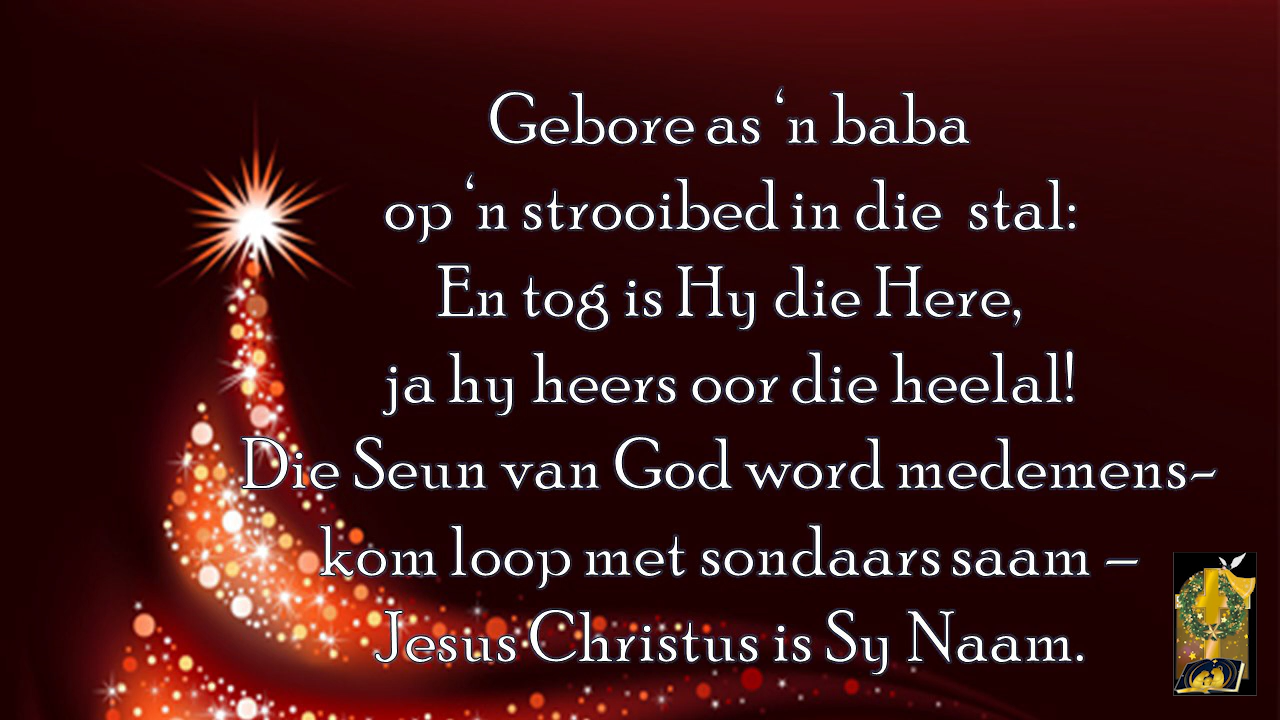 Gebore as ‘n baba
op ‘n strooibed in die  stal:
En tog is Hy die Here,
ja hy heers oor die heelal!
Die Seun van God word medemens-
kom loop met sondaars saam –
Jesus Christus is Sy Naam.